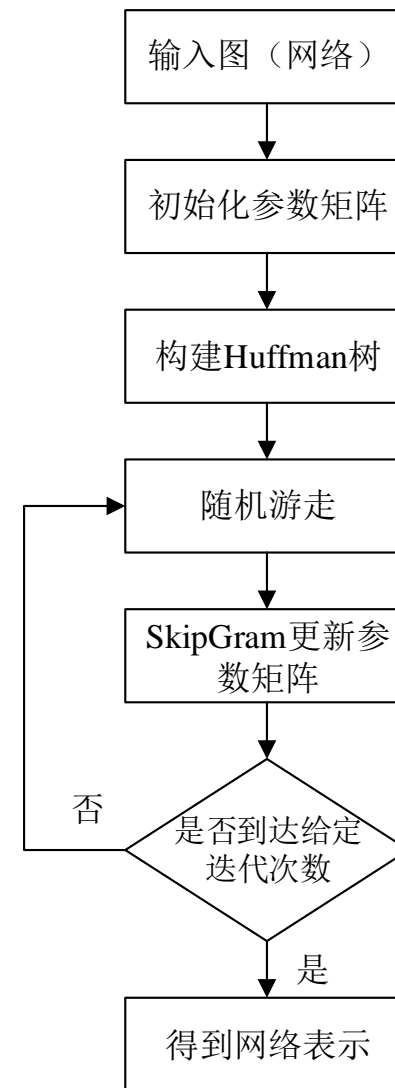 输入图（网络）
初始化参数矩阵
构建Huffman树
随机游走
SkipGram更新参
数矩阵
否
是否到达给定
迭代次数
是
得到网络表示